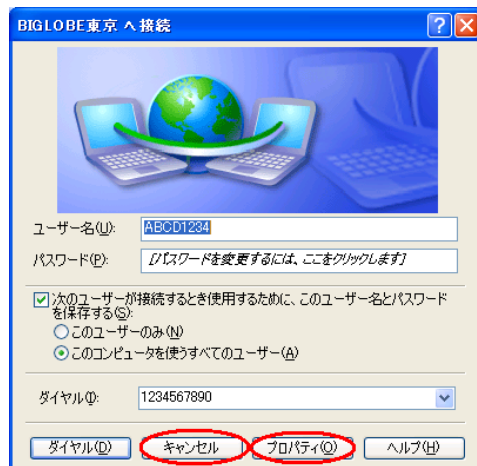 BIGLOBE東京 へ接続
ユーザー名(U):
ABCD1234
パスワード(P):
[パスワードを変更するには、ここをクリックします]
次のユーザーが接続するとき使用するために、このユーザー名とパスワード
を保存する(S):
このユーザーのみ(N)
このコンピュータを使うすべてのユーザー(A)
ダイヤル(I):
1234567890
ダイヤル(D) キャンセル プロパティ(O) ヘルプ(H)